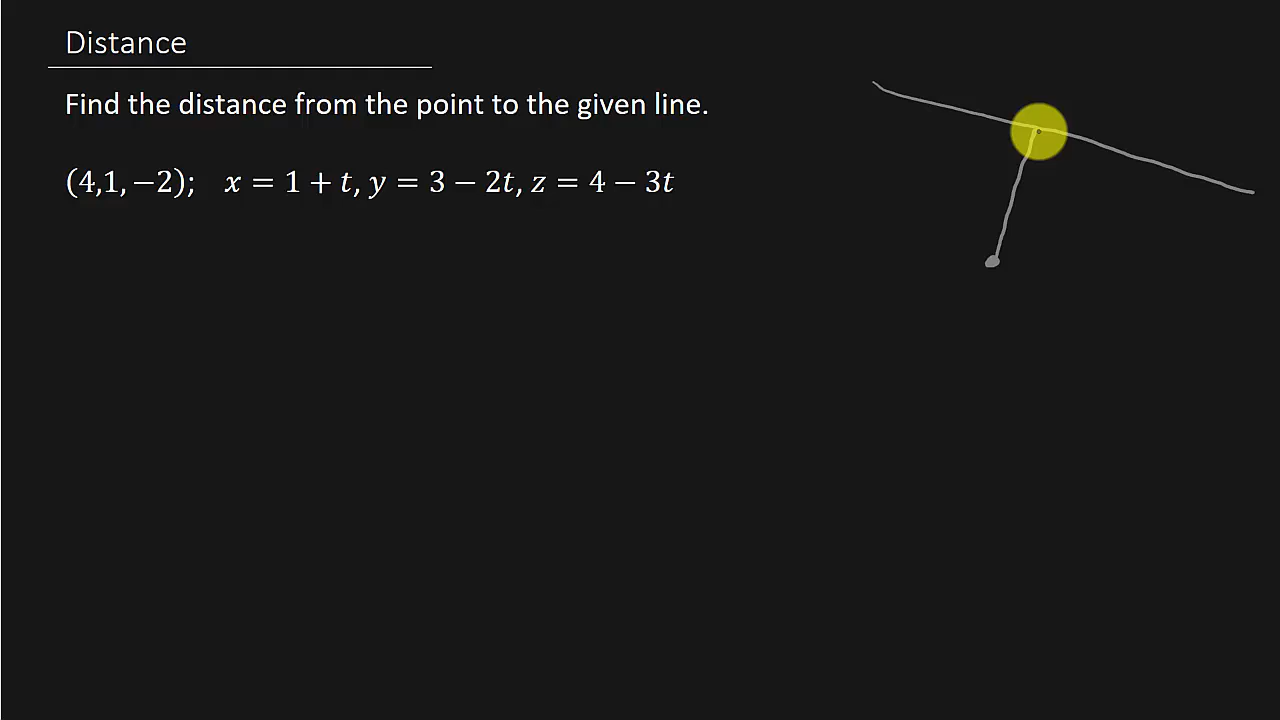 Distance
Find the distance from the point to the given line.
(4,1,−2);   x = 1 + t, y = 3 − 2t, z = 4 − 3t